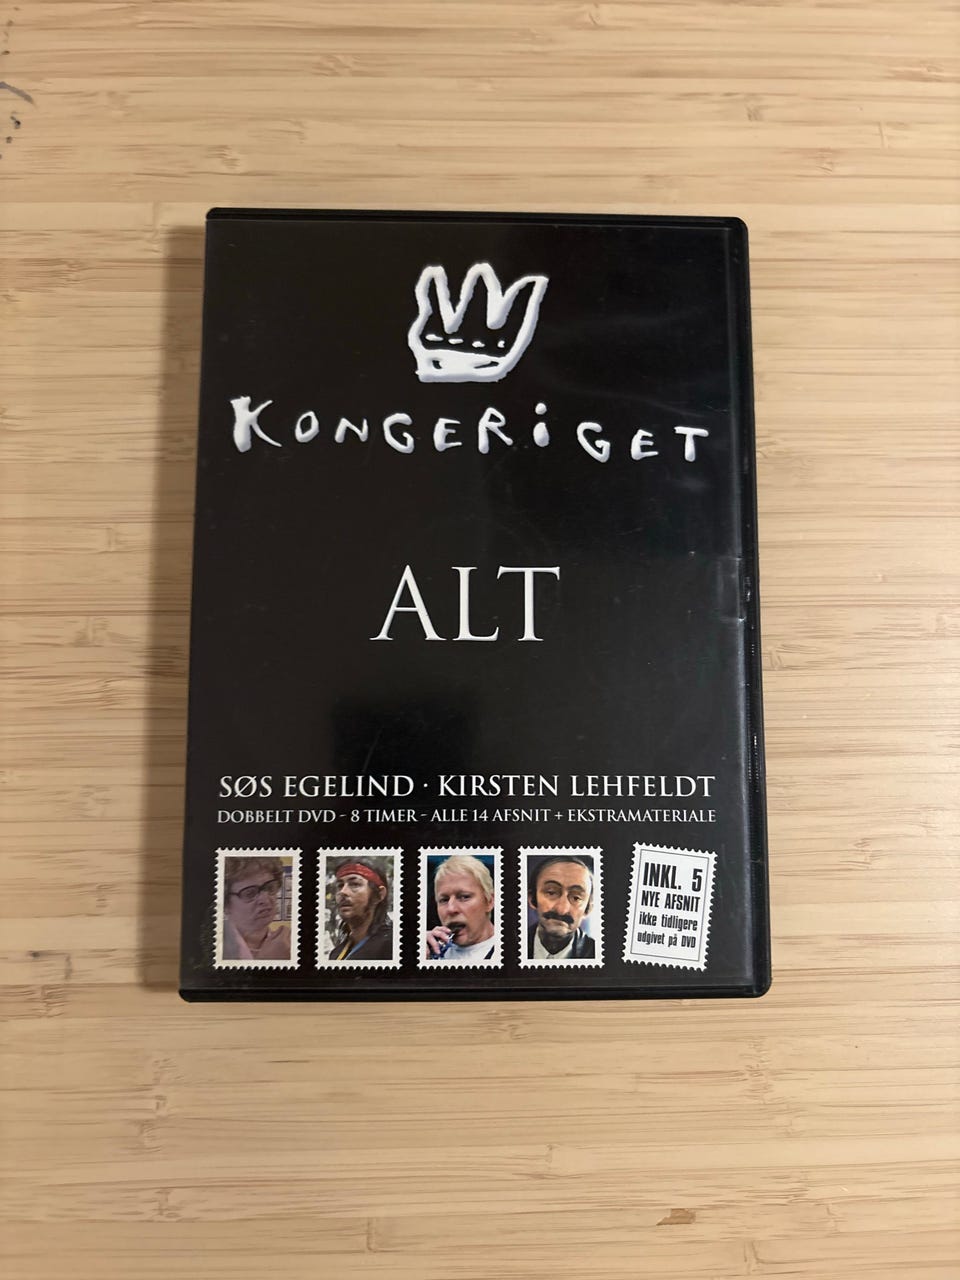 KONGERiGET
ALT
SØS EGELIND · KIRSTEN LEHFELDT
DOBBELT DVD - 8 TIMER - ALLE 14 AFSNIT + EKSTRAMATERIALE
INKL. 5
NYE AFSNIT
ikke tidligere
udgivet på DVD